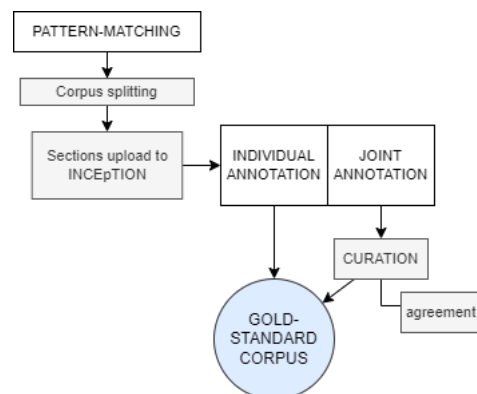 PATTERN-MATCHING
Corpus splitting
Sections upload to
INCEpTION
INDIVIDUAL
ANNOTATION
JOINT
ANNOTATION
CURATION
agreement
GOLD-
STANDARD
CORPUS